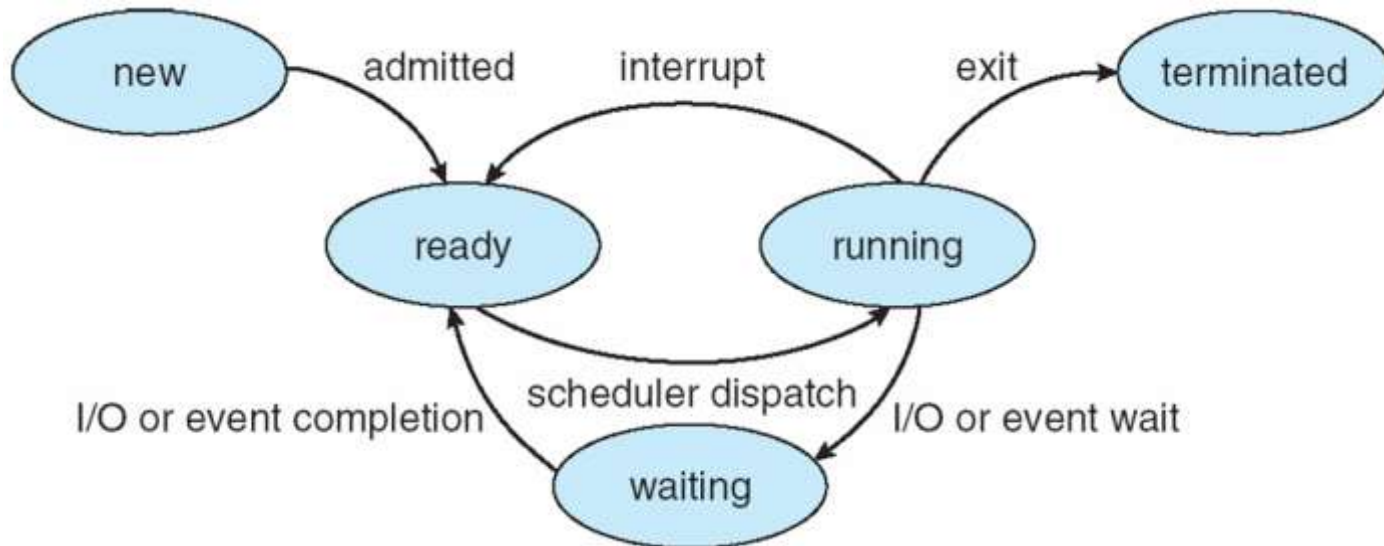 new
admitted
interrupt
exit
terminated
ready
running
scheduler dispatch
I/O or event completion
I/O or event wait
waiting